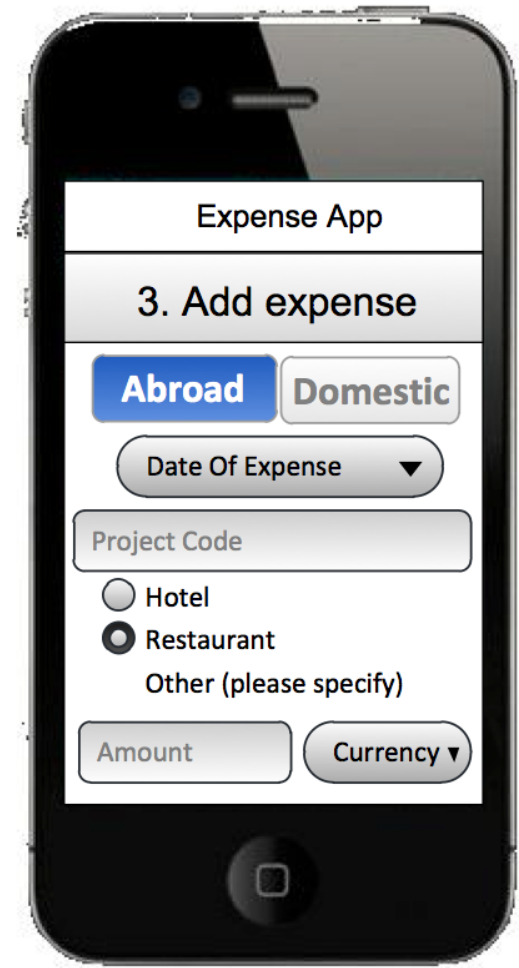 Expense App
3. Add expense
Abroad Domestic
Date Of Expense
Project Code
Hotel
Restaurant
Other (please specify)
Amount Currency